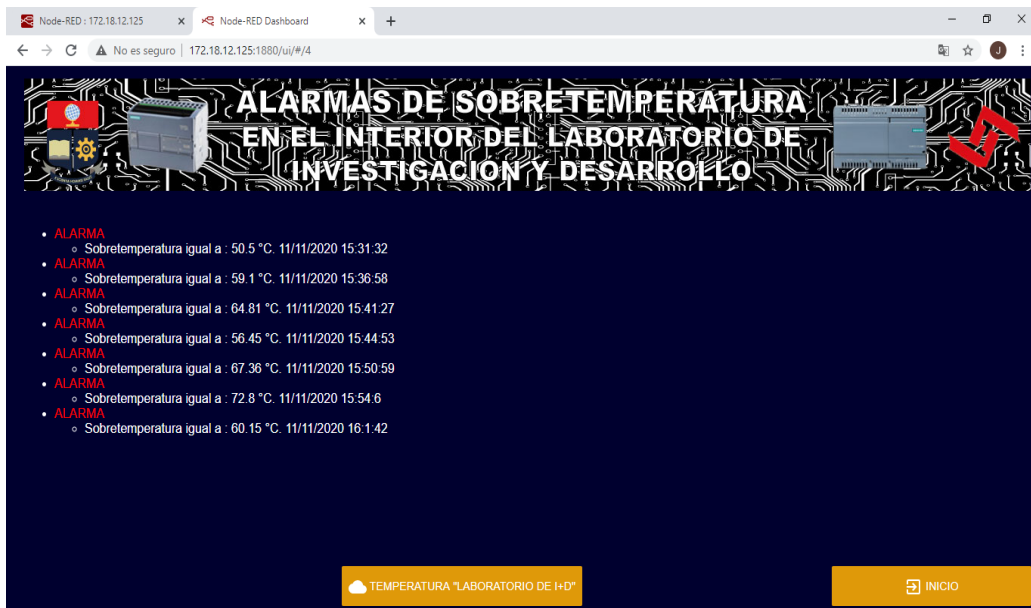 Node-RED : 172.18.12.125
Node-RED Dashboard
No es seguro | 172.18.12.125:1880/ui/#/4
J
ALARMAS DE SOBRETEMPERATURA
EN EL INTERIOR DEL LABORATORIO DE
INVESTIGACIÓN Y DESARROLLO
ALARMA
Sobretemperatura igual a : 50.5 °C. 11/11/2020 15:31:32
ALARMA
Sobretemperatura igual a : 59.1 °C. 11/11/2020 15:36:58
ALARMA
Sobretemperatura igual a : 64.81 °C. 11/11/2020 15:41:27
ALARMA
Sobretemperatura igual a : 56.45 °C. 11/11/2020 15:44:53
ALARMA
Sobretemperatura igual a : 67.36 °C. 11/11/2020 15:50:59
ALARMA
Sobretemperatura igual a : 72.8 °C. 11/11/2020 15:54:6
ALARMA
Sobretemperatura igual a : 60.15 °C. 11/11/2020 16:1:42
TEMPERATURA "LABORATORIO DE I+D"
INICIO